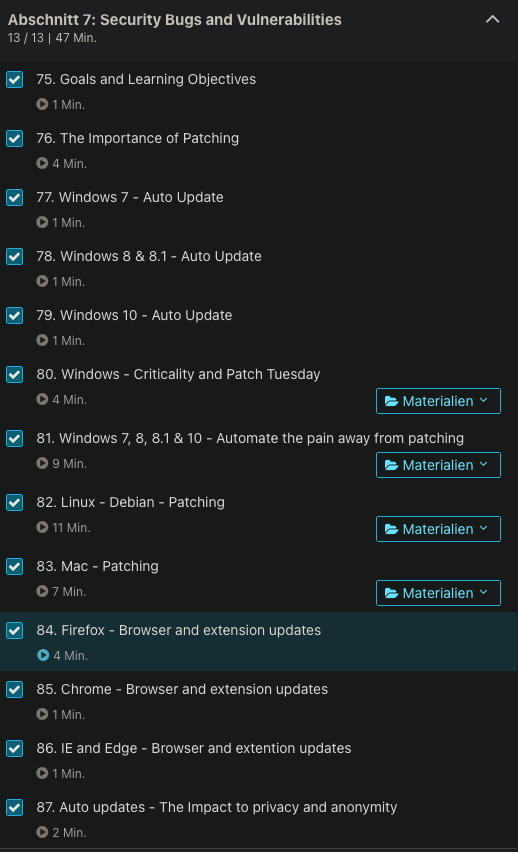 Abschnitt 7: Security Bugs and Vulnerabilities
13 / 13 | 47 Min.
75. Goals and Learning Objectives
1 Min.
76. The Importance of Patching
4 Min.
77. Windows 7 - Auto Update
1 Min.
78. Windows 8 & 8.1 - Auto Update
1 Min.
79. Windows 10 - Auto Update
1 Min.
80. Windows - Criticality and Patch Tuesday
4 Min. Materialien
81. Windows 7, 8, 8.1 & 10 - Automate the pain away from patching
9 Min. Materialien
82. Linux - Debian - Patching
11 Min. Materialien
83. Mac - Patching
7 Min. Materialien
84. Firefox - Browser and extension updates
4 Min.
85. Chrome - Browser and extension updates
1 Min.
86. IE and Edge - Browser and extention updates
1 Min.
87. Auto updates - The Impact to privacy and anonymity
2 Min.